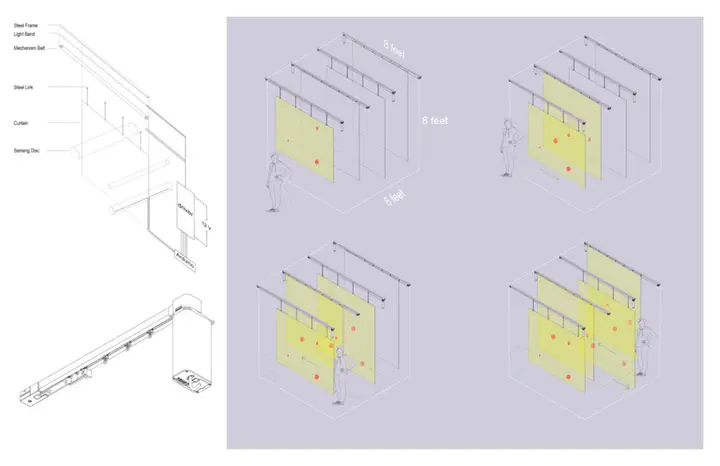 Steel Frame
Light Band
Mechanism Belt
Steel Link
Curtain
Sensing Disc
12 V
Arduino
8 feet
8 feet
8 feet